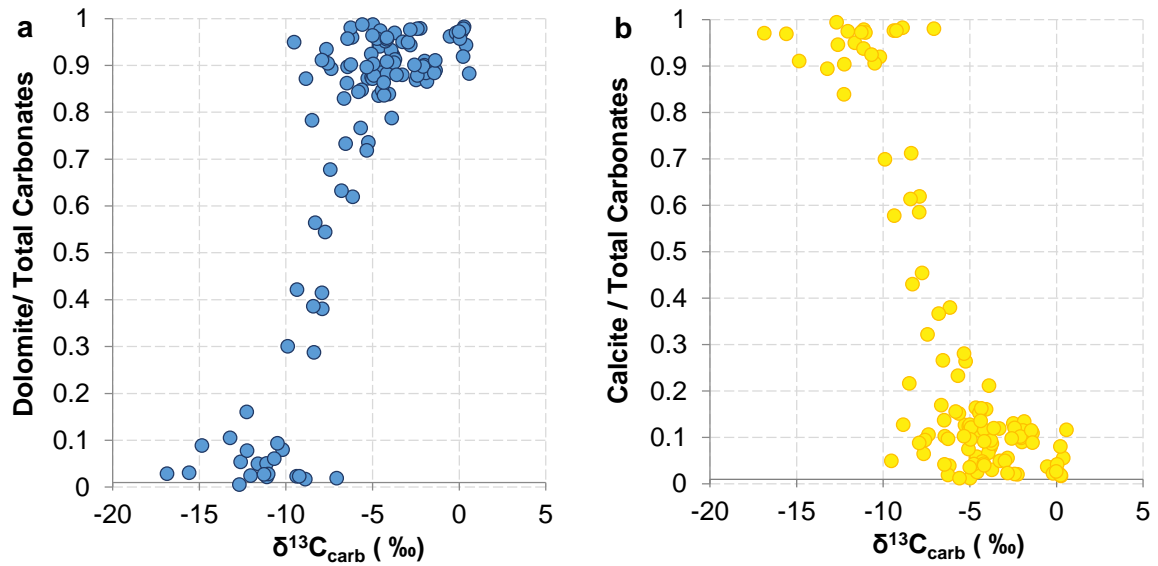 a
Dolomite/ Total Carbonates
1
0.9
0.8
0.7
0.6
0.5
0.4
0.3
0.2
0.1
0
-20 -15 -10 -5 0 5
δ¹³C_carb ( ‰)
b
Calcite / Total Carbonates
1
0.9
0.8
0.7
0.6
0.5
0.4
0.3
0.2
0.1
0
-20 -15 -10 -5 0 5
δ¹³C_carb ( ‰)